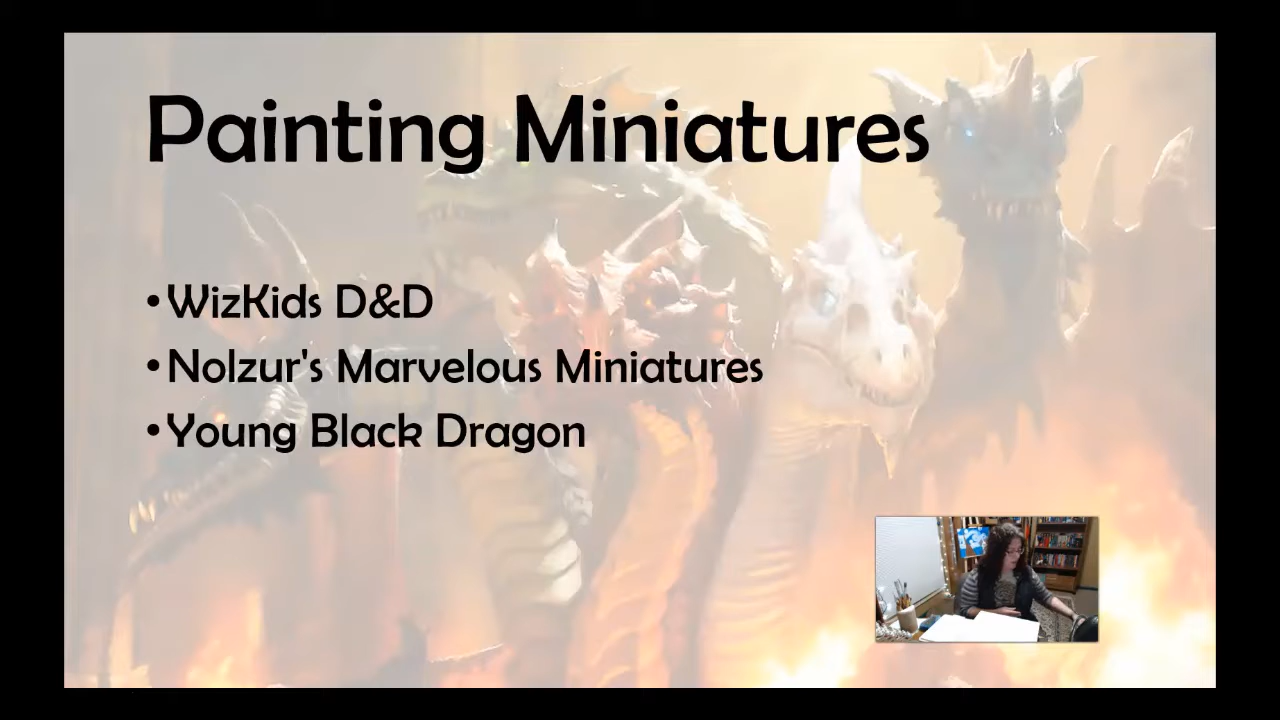 Painting Miniatures
•WizKids D&D
•Nolzur's Marvelous Miniatures
•Young Black Dragon